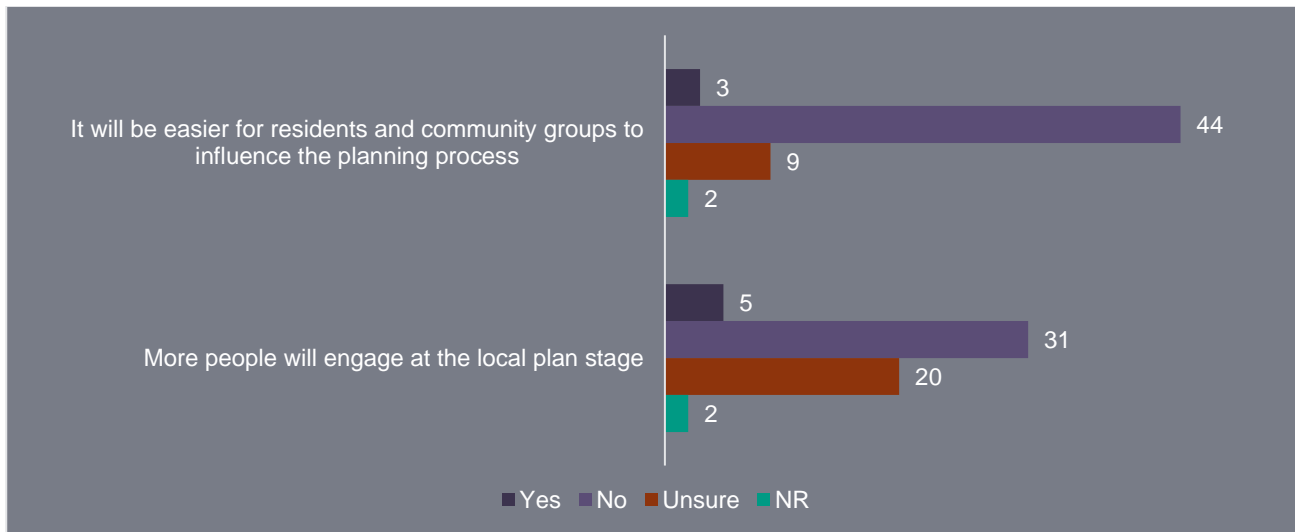 3
It will be easier for residents and community groups to
influence the planning process
44
9
2
5
More people will engage at the local plan stage
31
20
2
Yes No Unsure NR